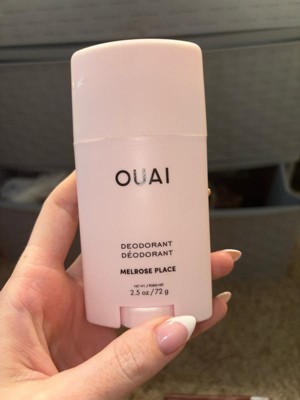 OUAI
DEODORANT
DÉODORANT
MELROSE PLACE
2.5 oz / 72 g